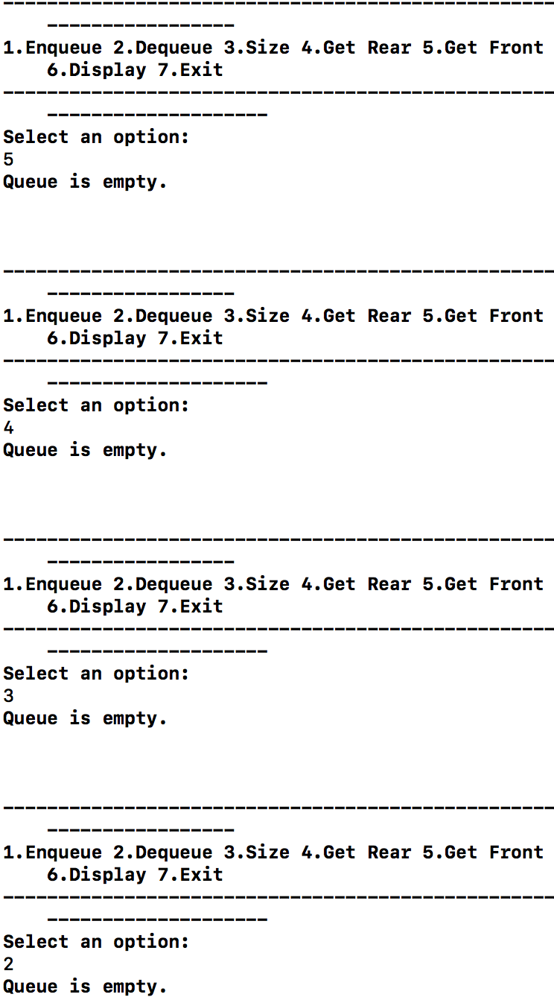 --------------------------------------------------
    -----------------
1.Enqueue 2.Dequeue 3.Size 4.Get Rear 5.Get Front
    6.Display 7.Exit
--------------------------------------------------
    --------------------
Select an option:
5
Queue is empty.
--------------------------------------------------
    -----------------
1.Enqueue 2.Dequeue 3.Size 4.Get Rear 5.Get Front
    6.Display 7.Exit
--------------------------------------------------
    --------------------
Select an option:
4
Queue is empty.
--------------------------------------------------
    -----------------
1.Enqueue 2.Dequeue 3.Size 4.Get Rear 5.Get Front
    6.Display 7.Exit
--------------------------------------------------
    --------------------
Select an option:
3
Queue is empty.
--------------------------------------------------
    -----------------
1.Enqueue 2.Dequeue 3.Size 4.Get Rear 5.Get Front
    6.Display 7.Exit
--------------------------------------------------
    --------------------
Select an option:
2
Queue is empty.